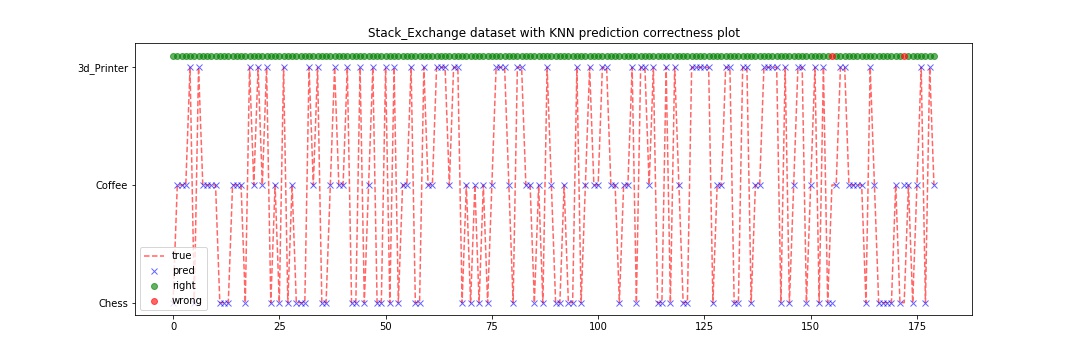 Stack_Exchange dataset with KNN prediction correctness plot
3d_Printer
Coffee
Chess
true
pred
right
wrong
0 25 50 75 100 125 150 175